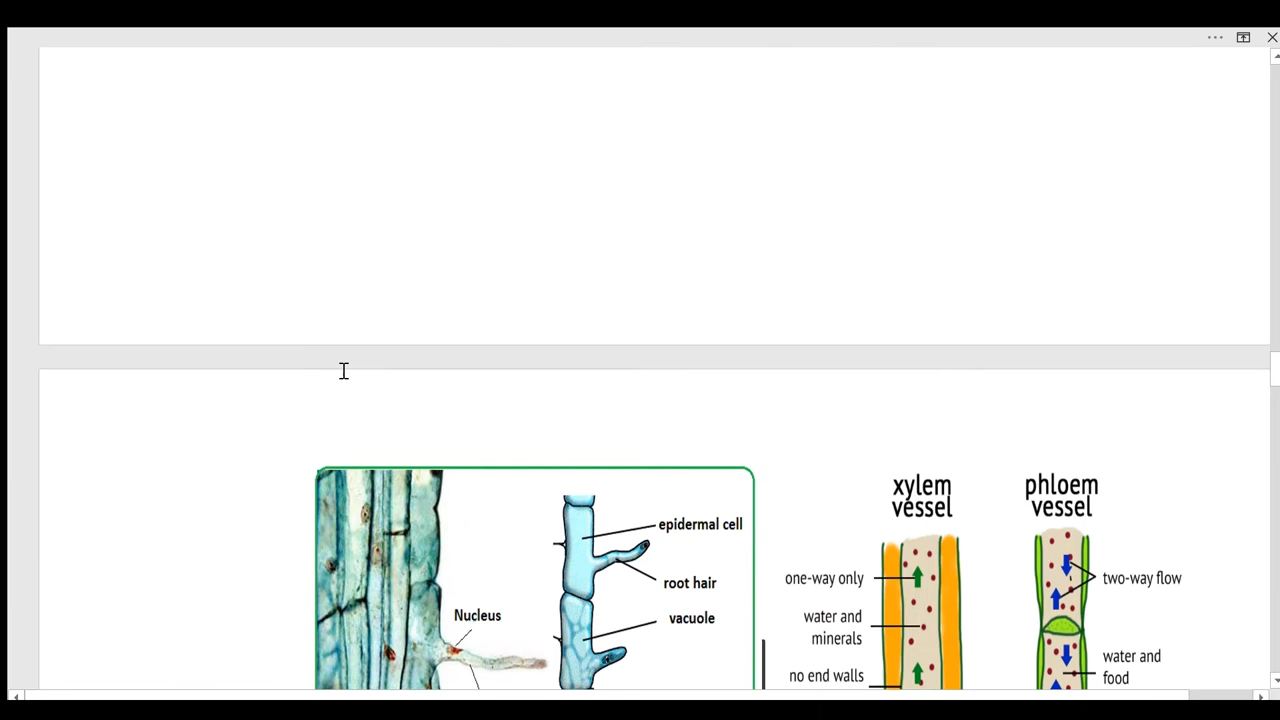 xylem
vessel
phloem
vessel
epidermal cell
root hair
Nucleus
vacuole
one-way only
water and
minerals
no end walls
two-way flow
water and
food